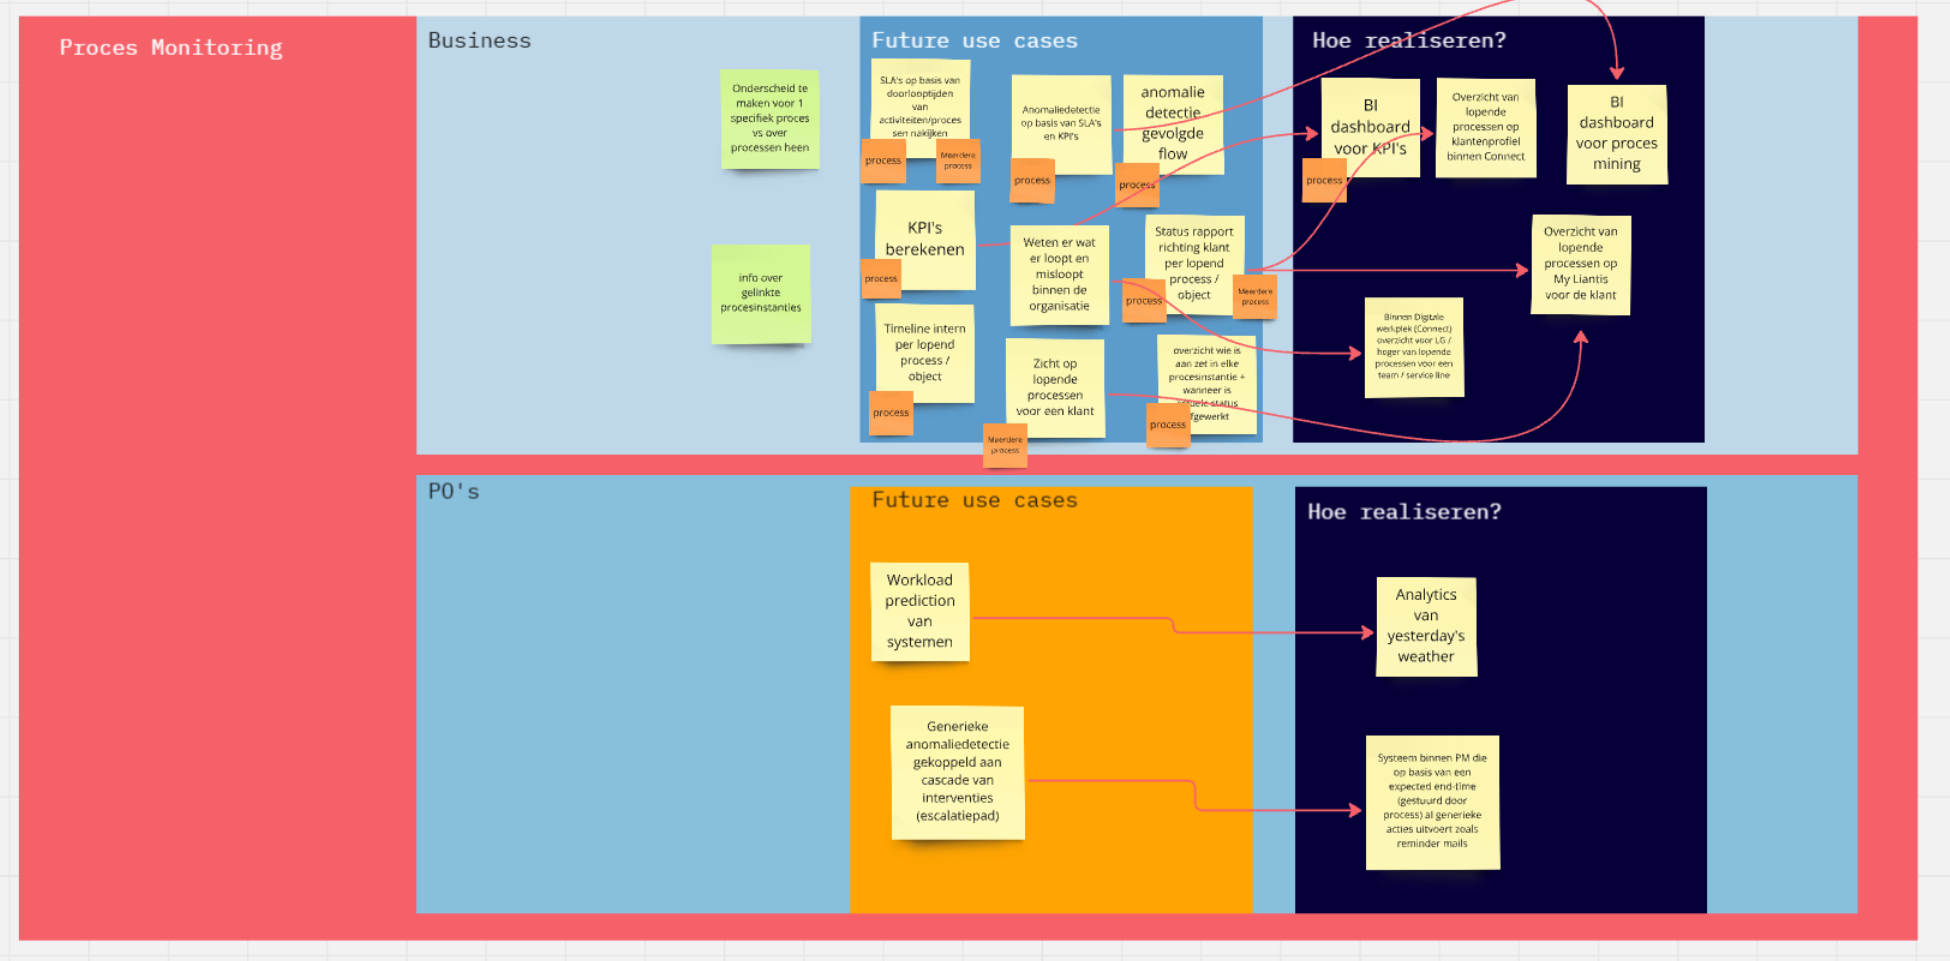 Proces Monitoring
Business
Onderscheid te
maken voor 1
specifiek proces
vs over
processen heen
info over
gelinkte
procesinstanties
Future use cases
SLA's op basis van
doorlooptijden
van
activiteiten/proces
sen nakijken
process
Meerdere
process
Anomaliedetectie
op basis van SLA's
en KPI's
process
anomalie
detectie
gevolgde
flow
process
KPI's
berekenen
process
Weten er wat
er loopt en
misloopt
binnen de
organisatie
Status rapport
richting klant
per lopend
process /
object
process
Meerdere
process
Timeline intern
per lopend
process /
object
process
Zicht op
lopende
processen
voor een klant
Meerdere
process
overzicht wie is
aan zet in elke
procesinstantie +
wanneer is
status
process
Hoe realiseren?
BI
dashboard
voor KPI's
process
Overzicht van
lopende
processen op
klantenprofiel
binnen Connect
BI
dashboard
voor proces
mining
Overzicht van
lopende
processen op
My Liantis
voor de klant
Binnen Digitale
werkplek (Connect)
overzicht voor LG /
hoger van lopende
processen voor een
team / service line
PO's
Future use cases
Workload
prediction
van
systemen
Generieke
anomaliedetectie
gekoppeld aan
cascade van
interventies
(escalatiepad)
Hoe realiseren?
Analytics
van
yesterday's
weather
Systeem binnen PM die
op basis van een
expected end-time
(gestuurd door
process) al generieke
acties uitvoert zoals
reminder mails